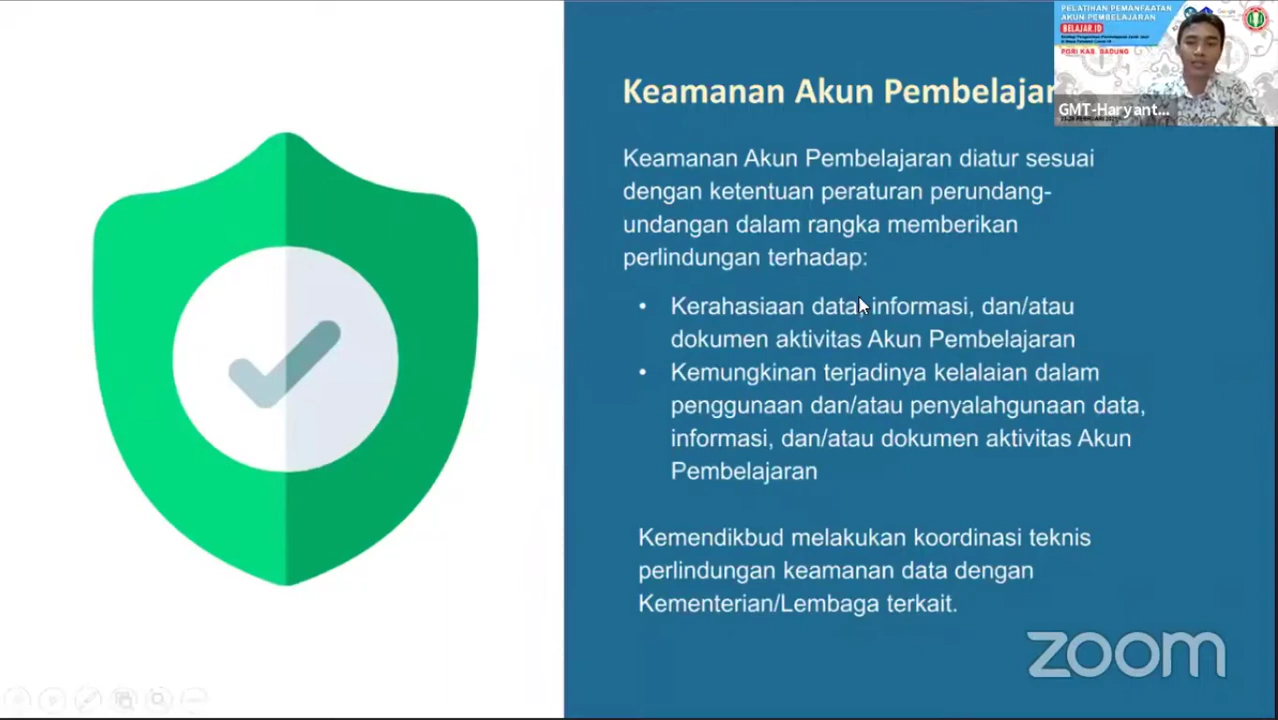 Keamanan Akun Pembelajar
Keamanan Akun Pembelajaran diatur sesuai
dengan ketentuan peraturan perundang-
undangan dalam rangka memberikan
perlindungan terhadap:
• Kerahasiaan data, informasi, dan/atau
dokumen aktivitas Akun Pembelajaran
• Kemungkinan terjadinya kelalaian dalam
penggunaan dan/atau penyalahgunaan data,
informasi, dan/atau dokumen aktivitas Akun
Pembelajaran
Kemendikbud melakukan koordinasi teknis
perlindungan keamanan data dengan
Kementerian/Lembaga terkait.
PELATIHAN PEMANFAATAN
AKUN PEMBELAJARAN
BELAJAR.ID
PGRI KAB. BADUNG
GMT-Haryant...
zoom